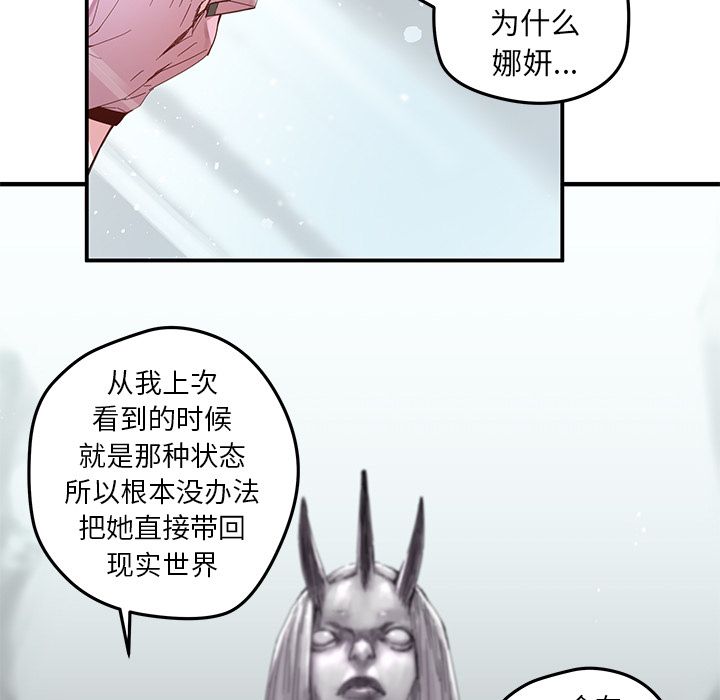 为什么
娜妍...
从我上次
看到的时候
就是那种状态
所以根本没办法
把她直接带回
现实世界